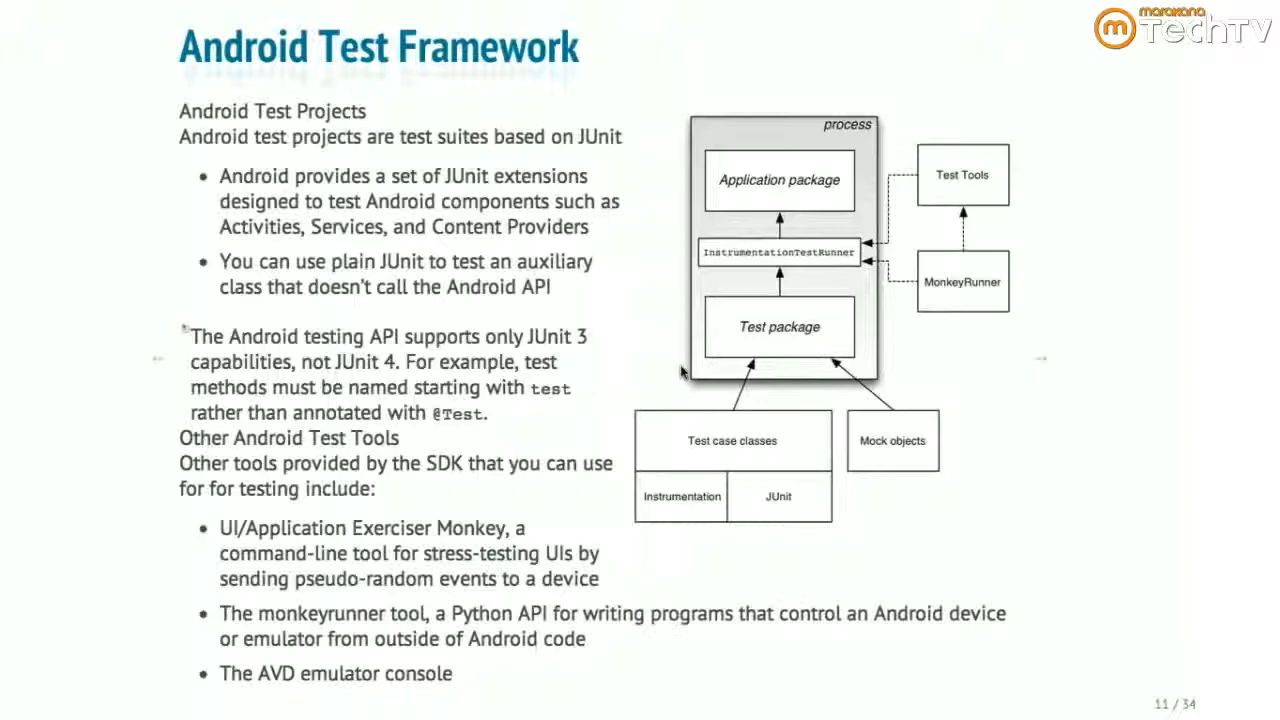 marakana
TechTV
Android Test Framework
Android Test Projects
Android test projects are test suites based on JUnit
Android provides a set of JUnit extensions
designed to test Android components such as
Activities, Services, and Content Providers
You can use plain JUnit to test an auxiliary
class that doesn't call the Android API
The Android testing API supports only JUnit 3
capabilities, not JUnit 4. For example, test
methods must be named starting with test
rather than annotated with @Test.
Other Android Test Tools
Other tools provided by the SDK that you can use
for for testing include:
UI/Application Exerciser Monkey, a
command-line tool for stress-testing UIs by
sending pseudo-random events to a device
The monkeyrunner tool, a Python API for writing programs that control an Android device
or emulator from outside of Android code
The AVD emulator console
process
Application package
InstrumentationTestRunner
Test package
Test Tools
MonkeyRunner
Test case classes
Instrumentation
JUnit
Mock objects
11 / 34